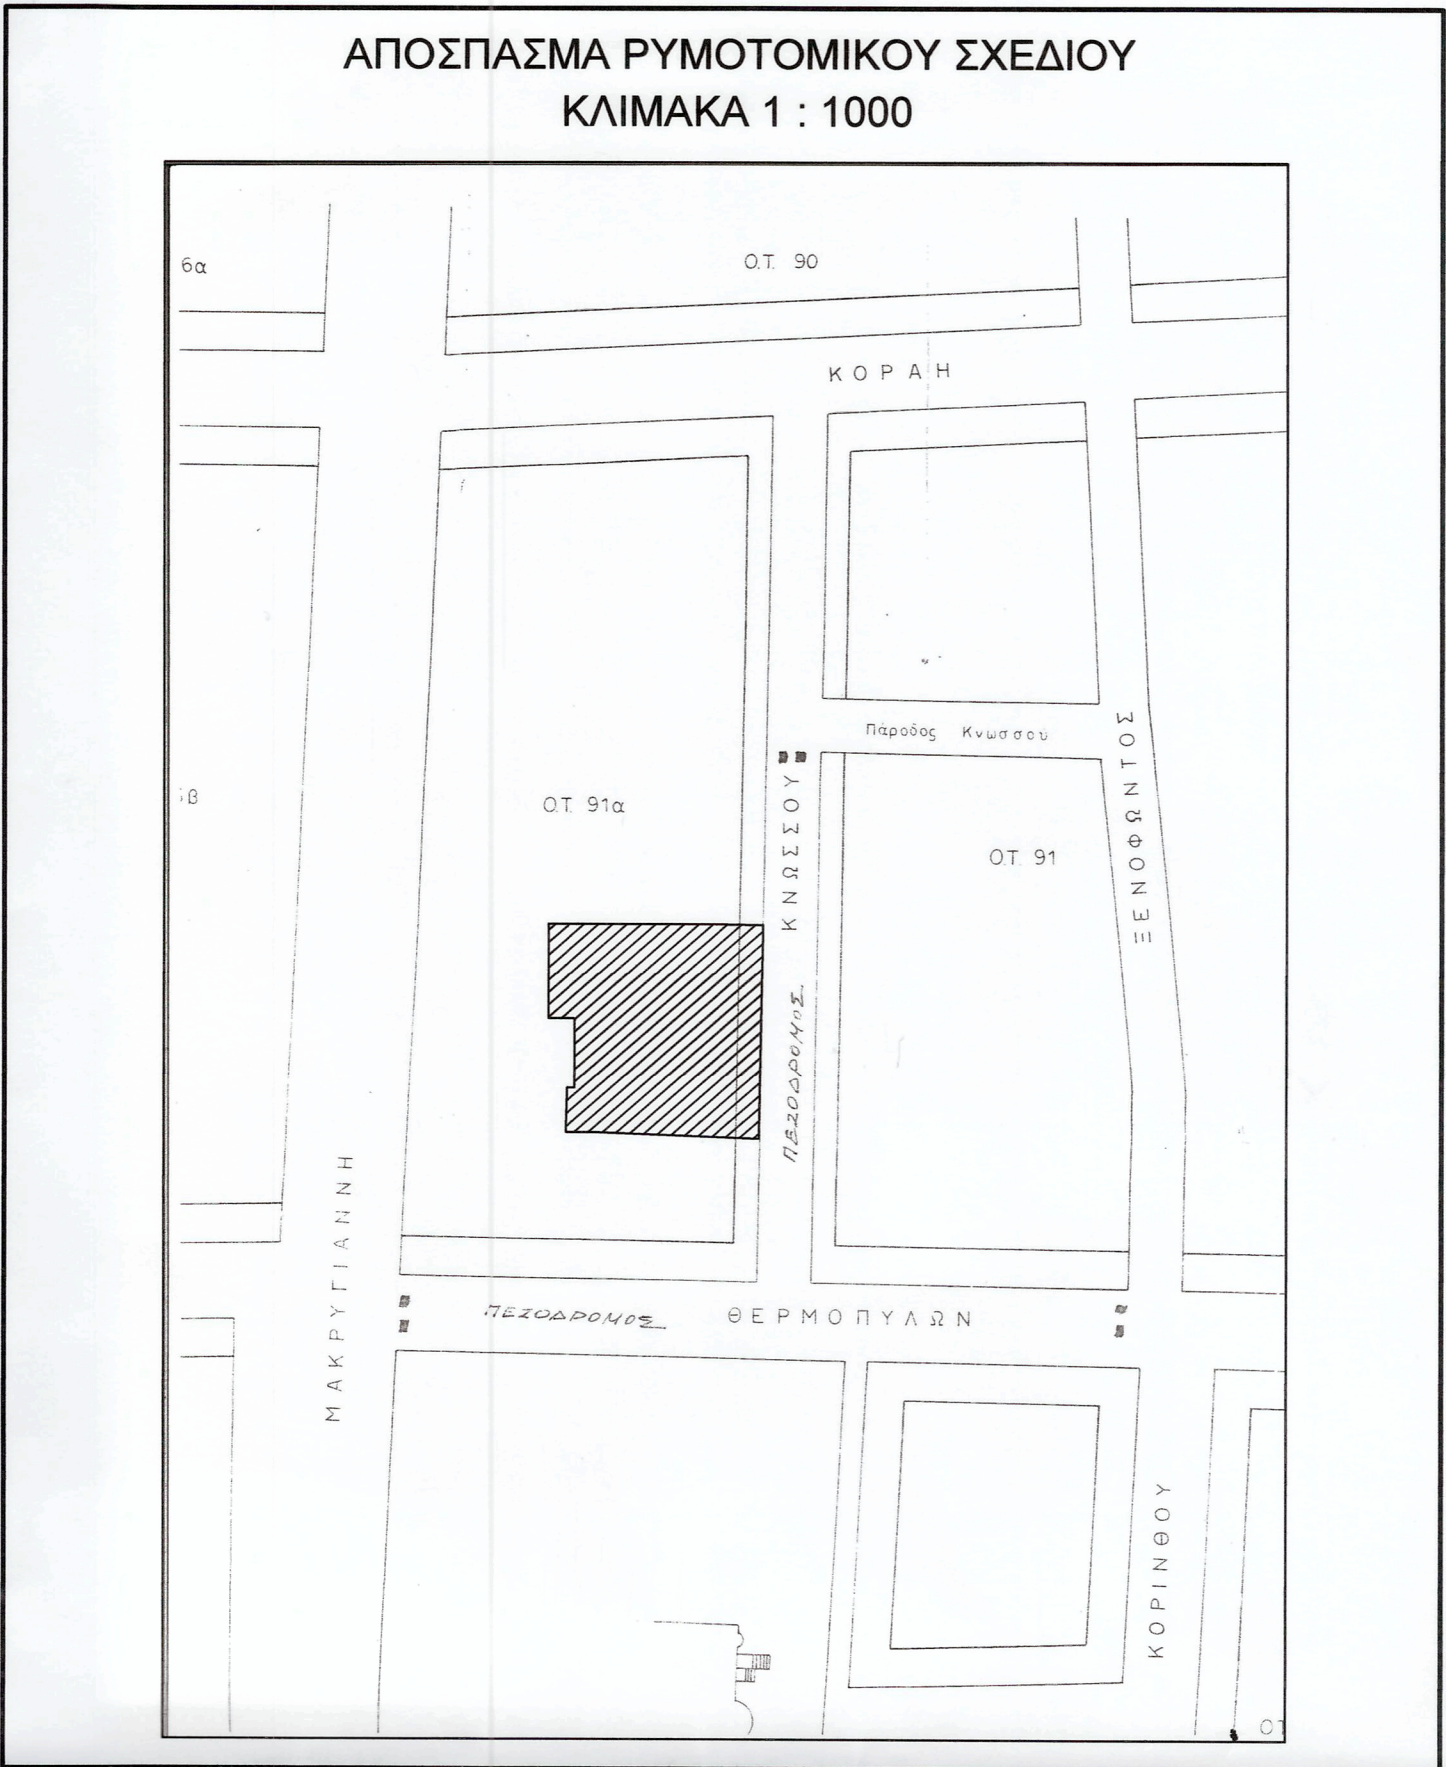 ΑΠΟΣΠΑΣΜΑ ΡΥΜΟΤΟΜΙΚΟΥ ΣΧΕΔΙΟΥ
ΚΛΙΜΑΚΑ 1 : 1000
6α
Ο.Τ. 90
ΚΟΡΑΗ
Πάροδος Κνωσσού
ΞΕΝΟΦΩΝΤΟΣ
β
Ο.Τ. 91α
ΚΝΩΣΣΟΥ
Ο.Τ. 91
ΠΕΖΟΔΡΟΜΟΣ
ΜΑΚΡΥΓΙΑΝΝΗ
ΠΕΖΟΔΡΟΜΟΣ ΘΕΡΜΟΠΥΛΩΝ
ΚΟΡΙΝΘΟΥ